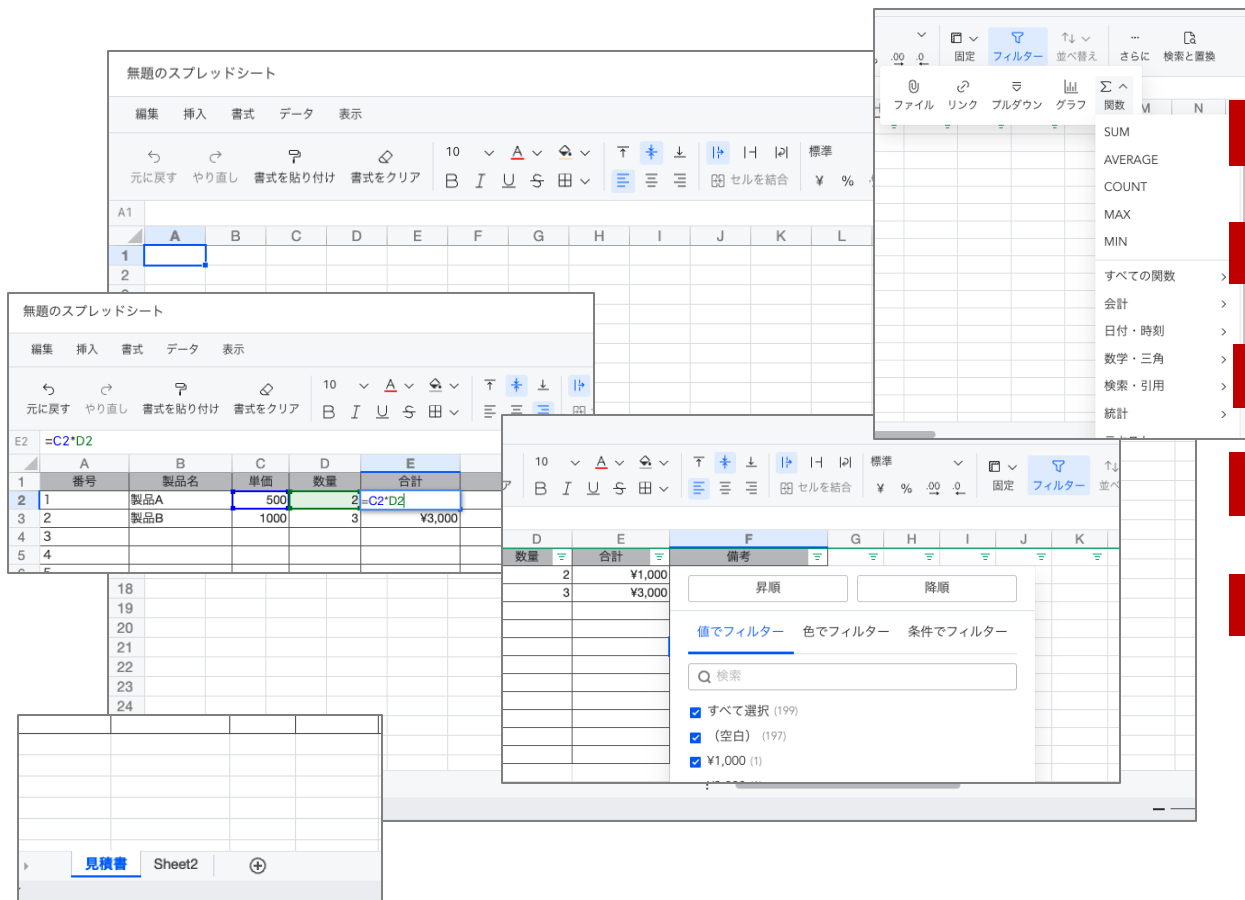 無題のスプレッドシート
編集 挿入 書式 データ 表示
10 A
元に戻す やり直し 書式を貼り付け 書式をクリア B I U S セルを結合 標準 ¥ %
A1
A B C D E F G H I J K L
1
2
18
19
20
21
22
23
24
.00 .0 固定 フィルター 並べ替え さらに 検索と置換
ファイル リンク プルダウン グラフ Σ 関数
M N
SUM
AVERAGE
COUNT
MAX
MIN
すべての関数
会計
日付・時刻
数学・三角
検索・引用
統計
無題のスプレッドシート
編集 挿入 書式 データ 表示
10 A
元に戻す やり直し 書式を貼り付け 書式をクリア B I U S
E2 =C2*D2
A B C D E
1 番号 製品名 単価 数量 合計
2 1 製品A 500 2 =C2*D2
3 2 製品B 1000 3 ¥3,000
4 3
5 4
10 A 標準
B I U S セルを結合 ¥ % .00 .0 固定 フィルター
D E F G H I J K
数量 合計 備考
2 ¥1,000
3 ¥3,000
昇順 降順
値でフィルター 色でフィルター 条件でフィルター
検索
すべて選択 (199)
（空白） (197)
¥1,000 (1)
見積書 Sheet2